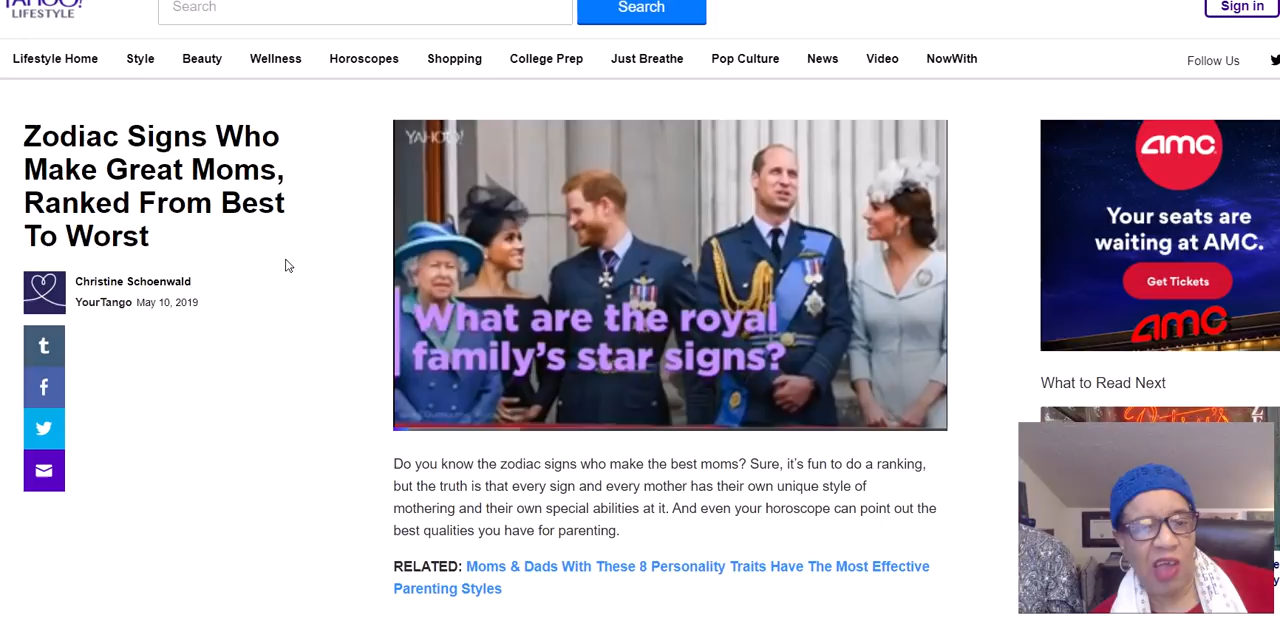 YAHOO!
LIFESTYLE
Search
Search
Sign in
Lifestyle Home Style Beauty Wellness Horoscopes Shopping College Prep Just Breathe Pop Culture News Video NowWith
Follow Us
Zodiac Signs Who
Make Great Moms,
Ranked From Best
To Worst
Christine Schoenwald
YourTango May 10, 2019
YAHOO!
What are the royal
family's star signs?
Do you know the zodiac signs who make the best moms? Sure, it's fun to do a ranking,
but the truth is that every sign and every mother has their own unique style of
mothering and their own special abilities at it. And even your horoscope can point out the
best qualities you have for parenting.
RELATED: Moms & Dads With These 8 Personality Traits Have The Most Effective
Parenting Styles
amc
Your seats are
waiting at AMC.
Get Tickets
amc
What to Read Next